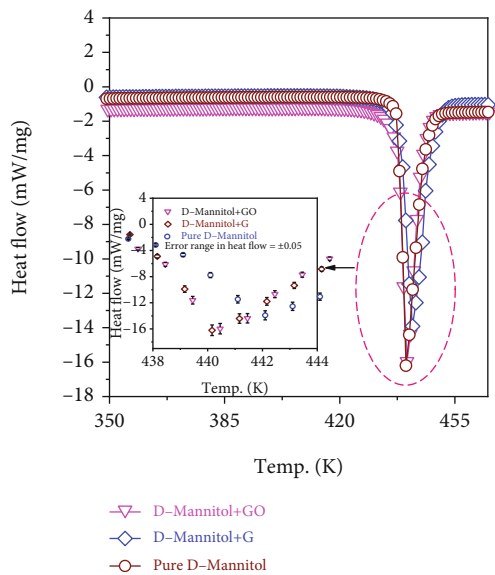 4
2
0
−2
−4
−6
−8
−10
−12
−14
−16
−18
Heat flow (mW/mg)
350
385
420
455
Temp. (K)
4
0
−4
−8
−12
−16
Heat flow (mW/mg)
D–Mannitol+GO
D–Mannitol+G
Pure D–Mannitol
Error range in heat flow = ±0.05
438
440
442
444
Temp. (K)
D–Mannitol+GO
D–Mannitol+G
Pure D–Mannitol